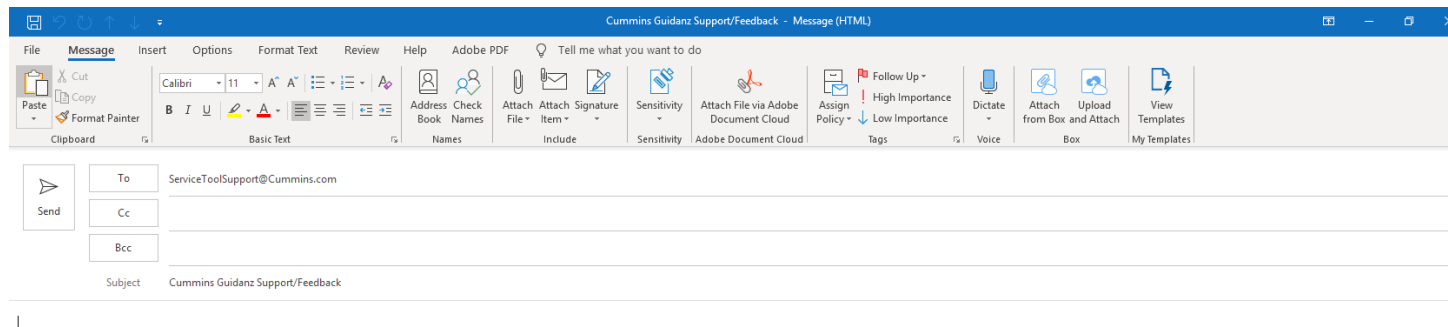 Cummins Guidanz Support/Feedback - Message (HTML)
File Message Insert Options Format Text Review Help Adobe PDF Tell me what you want to do
Cut
Copy
Paste
Format Painter
Clipboard
Calibri 11
B I U
Basic Text
Address Book
Check Names
Names
Attach File
Attach Item
Signature
Include
Sensitivity
Sensitivity
Attach File via Adobe Document Cloud
Adobe Document Cloud
Assign Policy
Follow Up
High Importance
Low Importance
Tags
Dictate
Voice
Attach from Box
Upload and Attach
Box
View Templates
My Templates
Send
To ServiceToolSupport@Cummins.com
Cc
Bcc
Subject Cummins Guidanz Support/Feedback